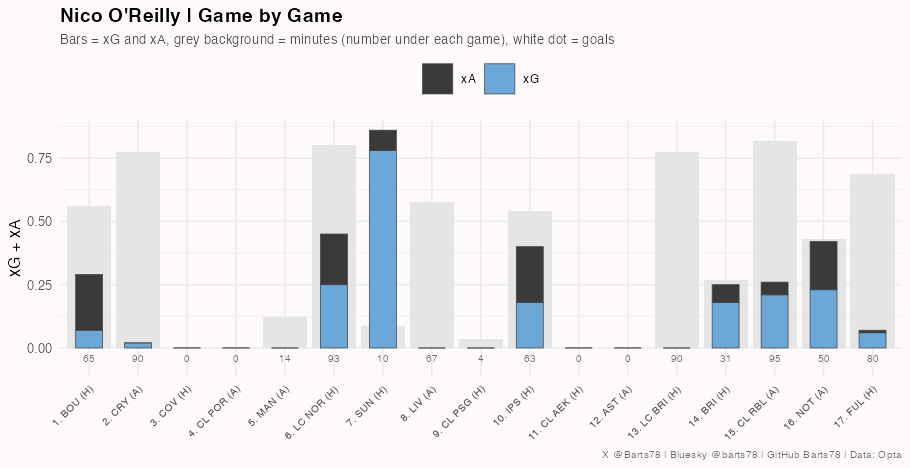 Nico O'Reilly | Game by Game
Bars = xG and xA, grey background = minutes (number under each game), white dot = goals
xA xG
xG + xA
0.75
0.50
0.25
0.00
65 90 0 0 14 93 10 67 4 63 0 0 90 31 95 50 80
1. BOU (H) 2. CRY (A) 3. COV (H) 4. CL POR (A) 5. MAN (A) 6. LC NOR (H) 7. SUN (H) 8. LIV (A) 9. CL PSG (H) 10. IPS (H) 11. CL AEK (H) 12. AST (A) 13. LC BRI (H) 14. BRI (H) 15. CL RBL (A) 16. NOT (A) 17. FUL (H)
X @Barts78 | Bluesky @barts78 | GitHub Barts78 | Data: Opta